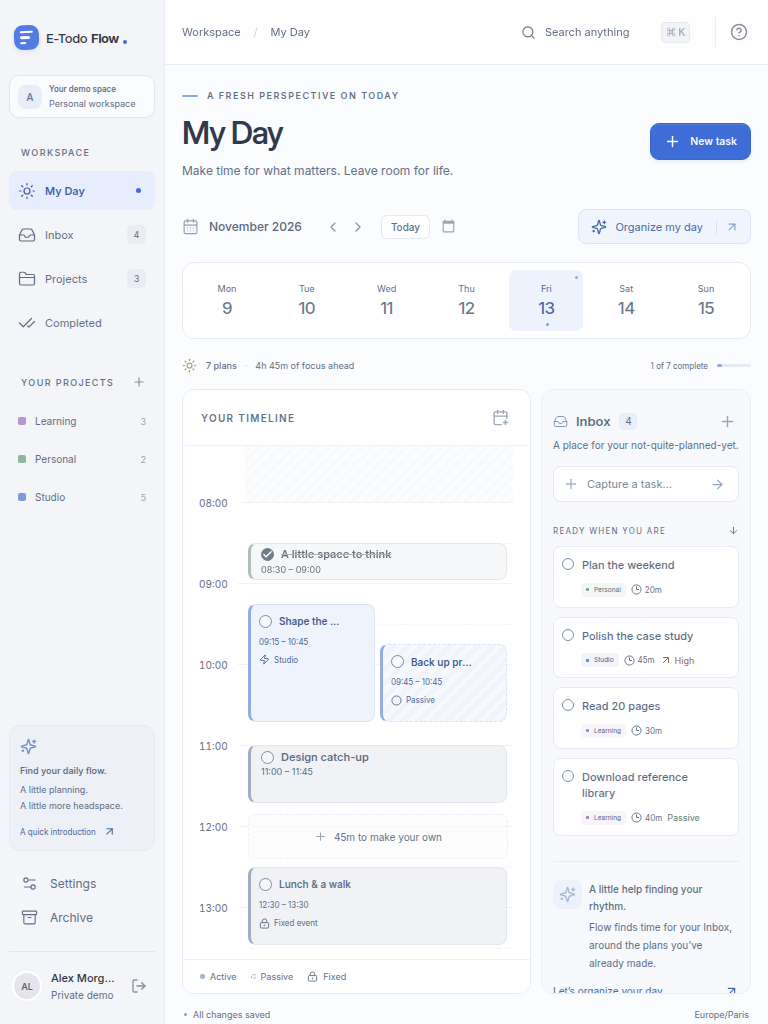 E-Todo Flow.
A
Your demo space
Personal workspace
WORKSPACE
My Day
Inbox 4
Projects 3
Completed
YOUR PROJECTS
Learning 3
Personal 2
Studio 5
Find your daily flow.
A little planning.
A little more headspace.
A quick introduction
Settings
Archive
AL
Alex Morg...
Private demo
Workspace / My Day
Search anything
⌘ K
A FRESH PERSPECTIVE ON TODAY
My Day
Make time for what matters. Leave room for life.
New task
November 2026
Today
Organize my day
Mon Tue Wed Thu Fri Sat Sun
9 10 11 12 13 14 15
7 plans · 4h 45m of focus ahead
1 of 7 complete
YOUR TIMELINE
08:00
A little space to think
08:30 – 09:00
09:00
Shape the ...
09:15 – 10:45
Studio
Back up pr...
09:45 – 10:45
Passive
10:00
11:00
Design catch-up
11:00 – 11:45
12:00
45m to make your own
Lunch & a walk
12:30 – 13:30
Fixed event
13:00
Active
Passive
Fixed
Inbox 4
A place for your not-quite-planned-yet.
Capture a task...
READY WHEN YOU ARE
Plan the weekend
Personal 20m
Polish the case study
Studio 45m High
Read 20 pages
Learning 30m
Download reference
library
Learning 40m Passive
A little help finding your
rhythm.
Flow finds time for your Inbox,
around the plans you've
already made.
Let's organize your day
All changes saved
Europe/Paris